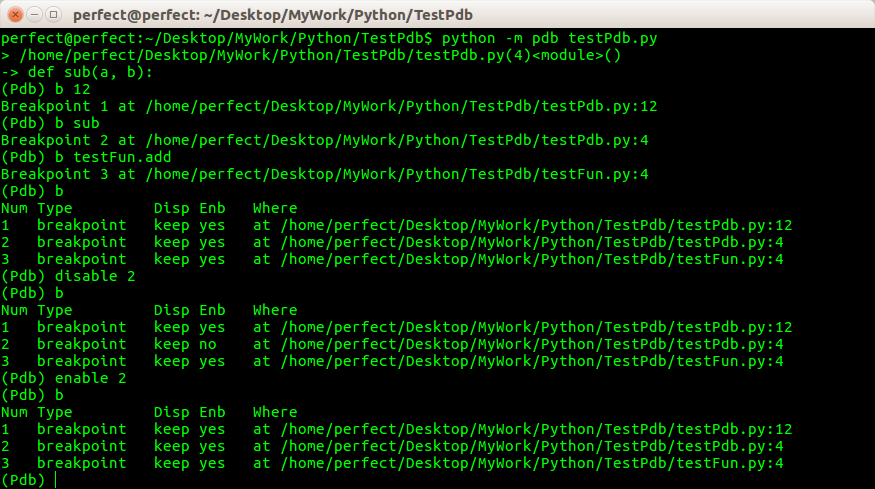 perfect@perfect: ~/Desktop/MyWork/Python/TestPdb
perfect@perfect:~/Desktop/MyWork/Python/TestPdb$ python -m pdb testPdb.py
> /home/perfect/Desktop/MyWork/Python/TestPdb/testPdb.py(4)<module>()
-> def sub(a, b):
(Pdb) b 12
Breakpoint 1 at /home/perfect/Desktop/MyWork/Python/TestPdb/testPdb.py:12
(Pdb) b sub
Breakpoint 2 at /home/perfect/Desktop/MyWork/Python/TestPdb/testPdb.py:4
(Pdb) b testFun.add
Breakpoint 3 at /home/perfect/Desktop/MyWork/Python/TestPdb/testFun.py:4
(Pdb) b
Num Type         Disp Enb   Where
1   breakpoint   keep yes   at /home/perfect/Desktop/MyWork/Python/TestPdb/testPdb.py:12
2   breakpoint   keep yes   at /home/perfect/Desktop/MyWork/Python/TestPdb/testPdb.py:4
3   breakpoint   keep yes   at /home/perfect/Desktop/MyWork/Python/TestPdb/testFun.py:4
(Pdb) disable 2
(Pdb) b
Num Type         Disp Enb   Where
1   breakpoint   keep yes   at /home/perfect/Desktop/MyWork/Python/TestPdb/testPdb.py:12
2   breakpoint   keep no    at /home/perfect/Desktop/MyWork/Python/TestPdb/testPdb.py:4
3   breakpoint   keep yes   at /home/perfect/Desktop/MyWork/Python/TestPdb/testFun.py:4
(Pdb) enable 2
(Pdb) b
Num Type         Disp Enb   Where
1   breakpoint   keep yes   at /home/perfect/Desktop/MyWork/Python/TestPdb/testPdb.py:12
2   breakpoint   keep yes   at /home/perfect/Desktop/MyWork/Python/TestPdb/testPdb.py:4
3   breakpoint   keep yes   at /home/perfect/Desktop/MyWork/Python/TestPdb/testFun.py:4
(Pdb)